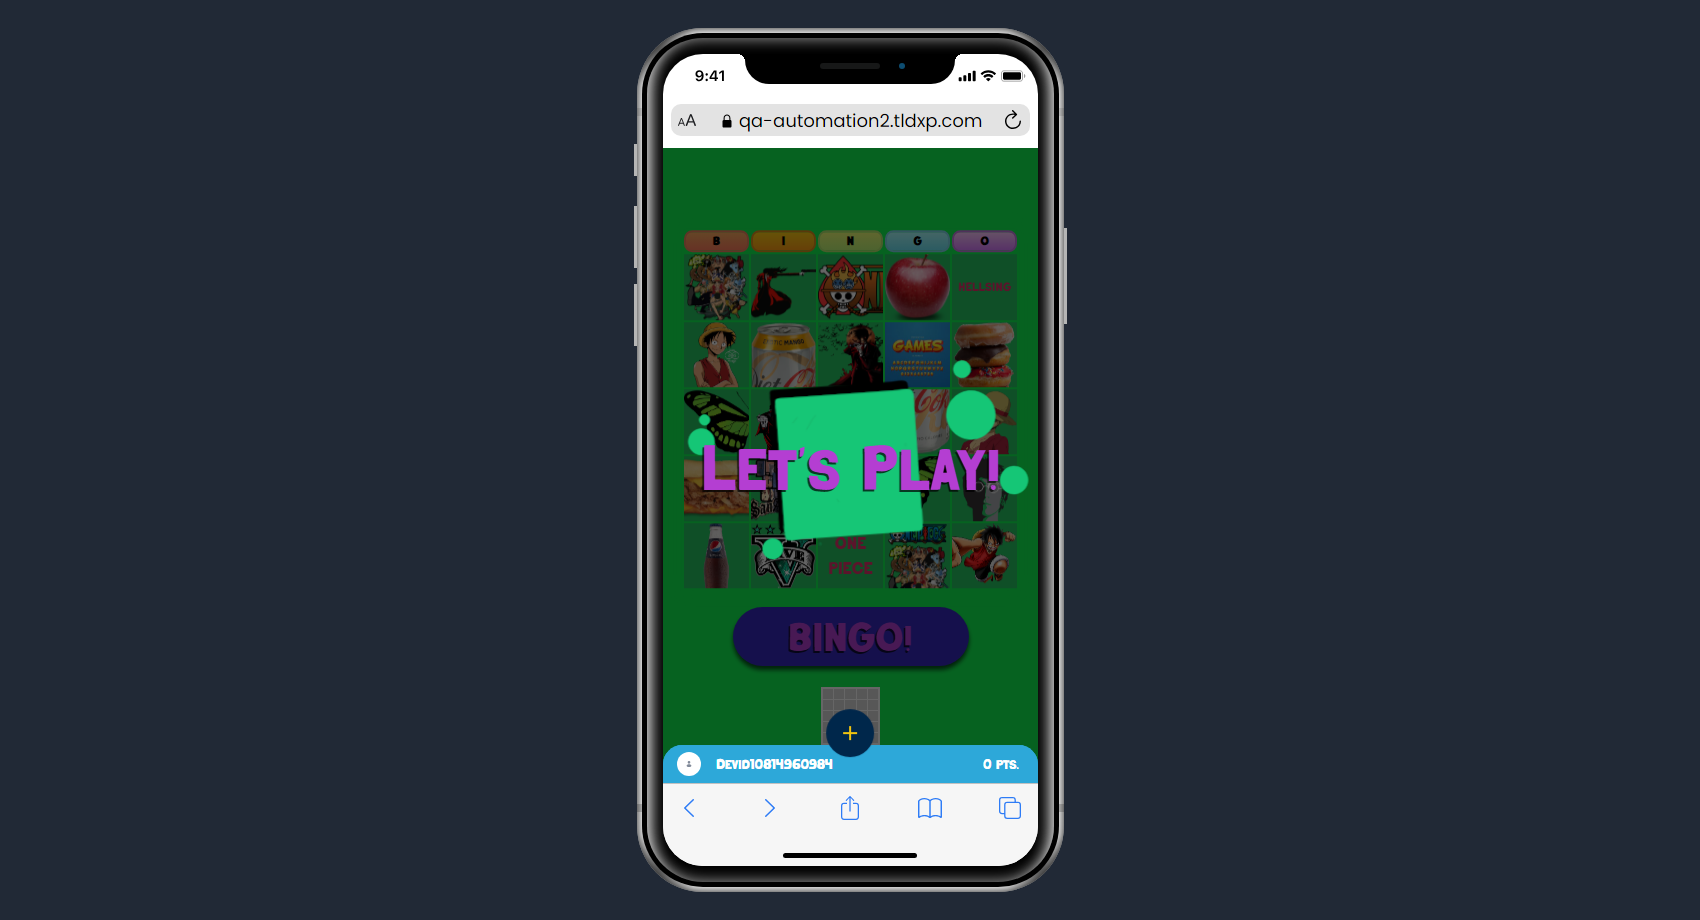 9:41
AA qa-automation2.tldxp.com
B I N G O
HELLSING
GAMES
LET'S PLAY!
ONE
PIECE
BINGO!
+
DEVID10814960984 0 PTS.